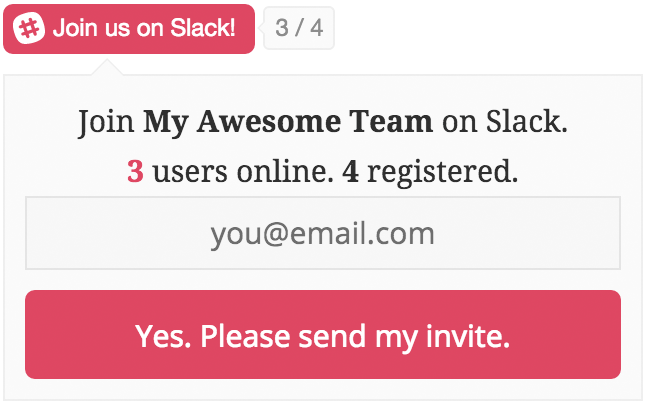 Join us on Slack! 3 / 4
Join My Awesome Team on Slack.
3 users online. 4 registered.
you@email.com
Yes. Please send my invite.